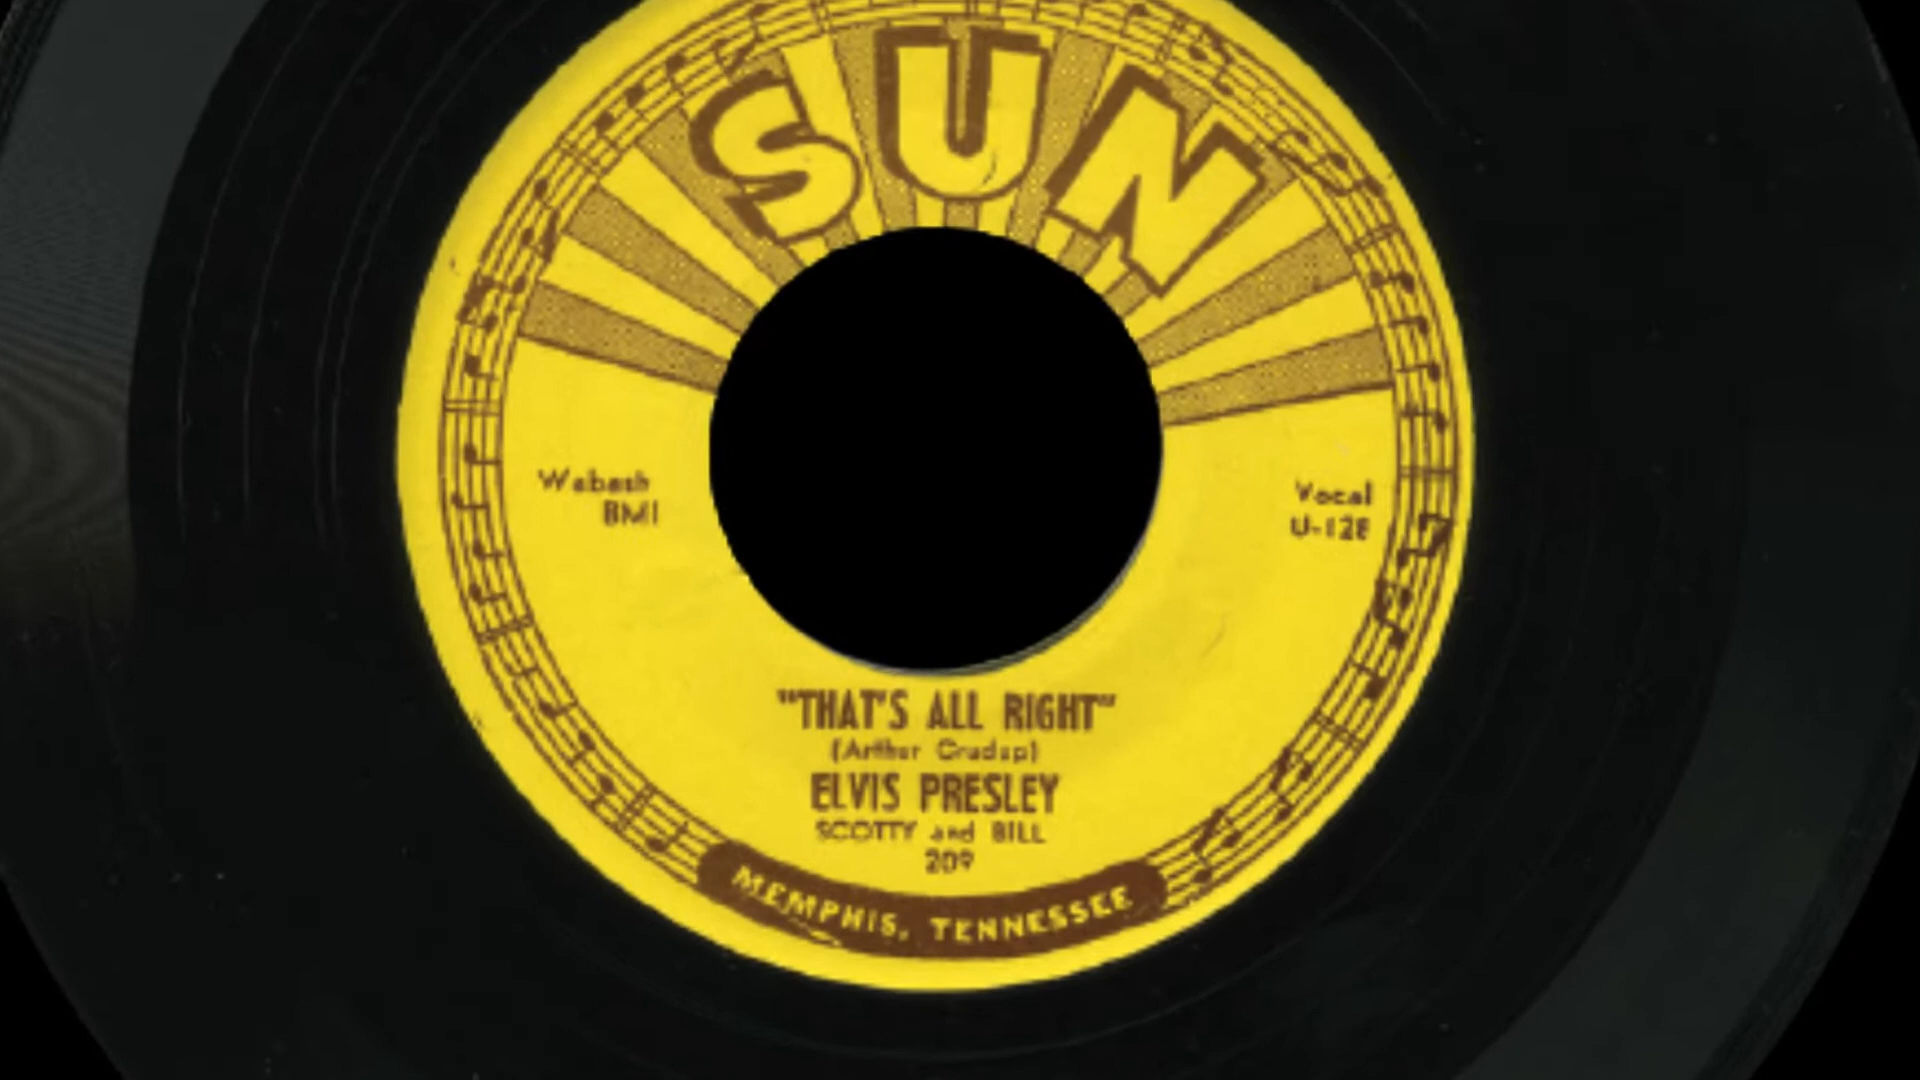 SUN
Wabash
BMI
Vocal
U-128
"THAT'S ALL RIGHT"
(Arthur Crudup)
ELVIS PRESLEY
SCOTTY and BILL
209
MEMPHIS, TENNESSEE